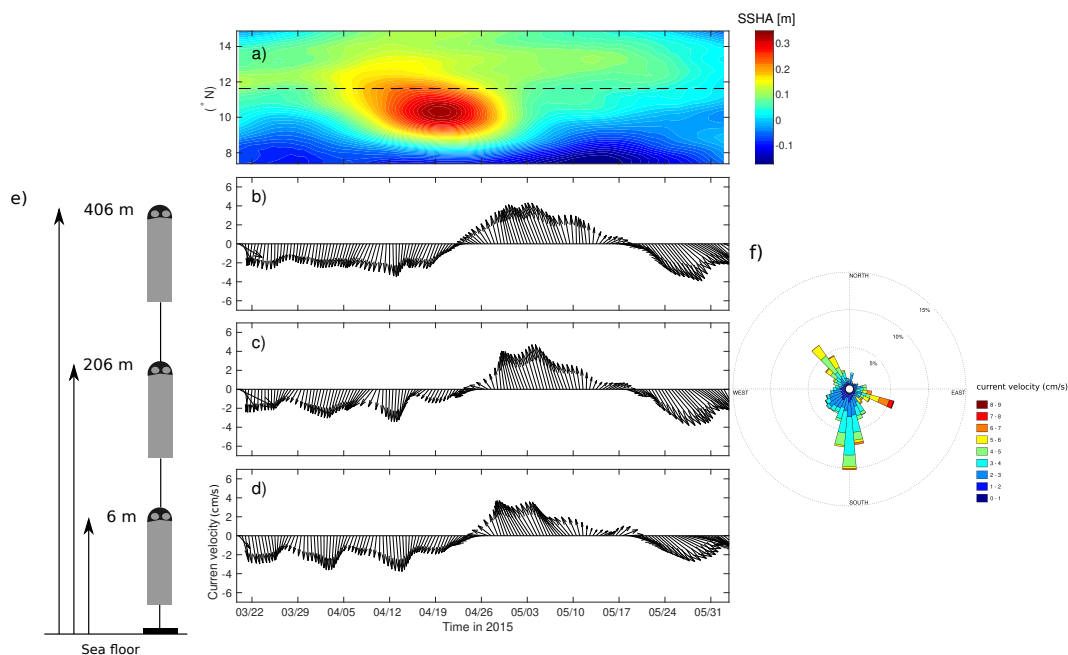 SSHA [m]
a)
14
12
10
8
(°N)
0.3
0.2
0.1
0
-0.1
b)
6
4
2
0
-2
-4
-6
c)
6
4
2
0
-2
-4
-6
d)
6
4
2
0
-2
-4
-6
Curren velocity (cm/s)
03/22 03/29 04/05 04/12 04/19 04/26 05/03 05/10 05/17 05/24 05/31
Time in 2015
e)
406 m
206 m
6 m
Sea floor
f)
NORTH
15%
10%
5%
WEST
EAST
SOUTH
current velocity (cm/s)
8 - 9
7 - 8
6 - 7
5 - 6
4 - 5
3 - 4
2 - 3
1 - 2
0 - 1